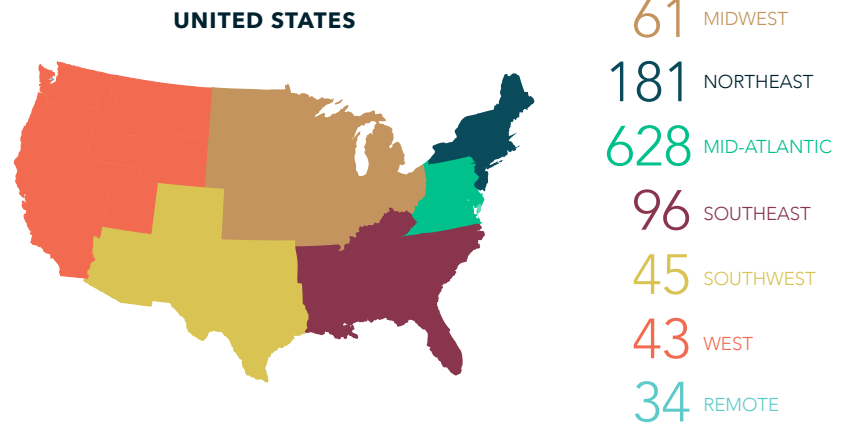 UNITED STATES
61 MIDWEST
181 NORTHEAST
628 MID-ATLANTIC
96 SOUTHEAST
45 SOUTHWEST
43 WEST
34 REMOTE